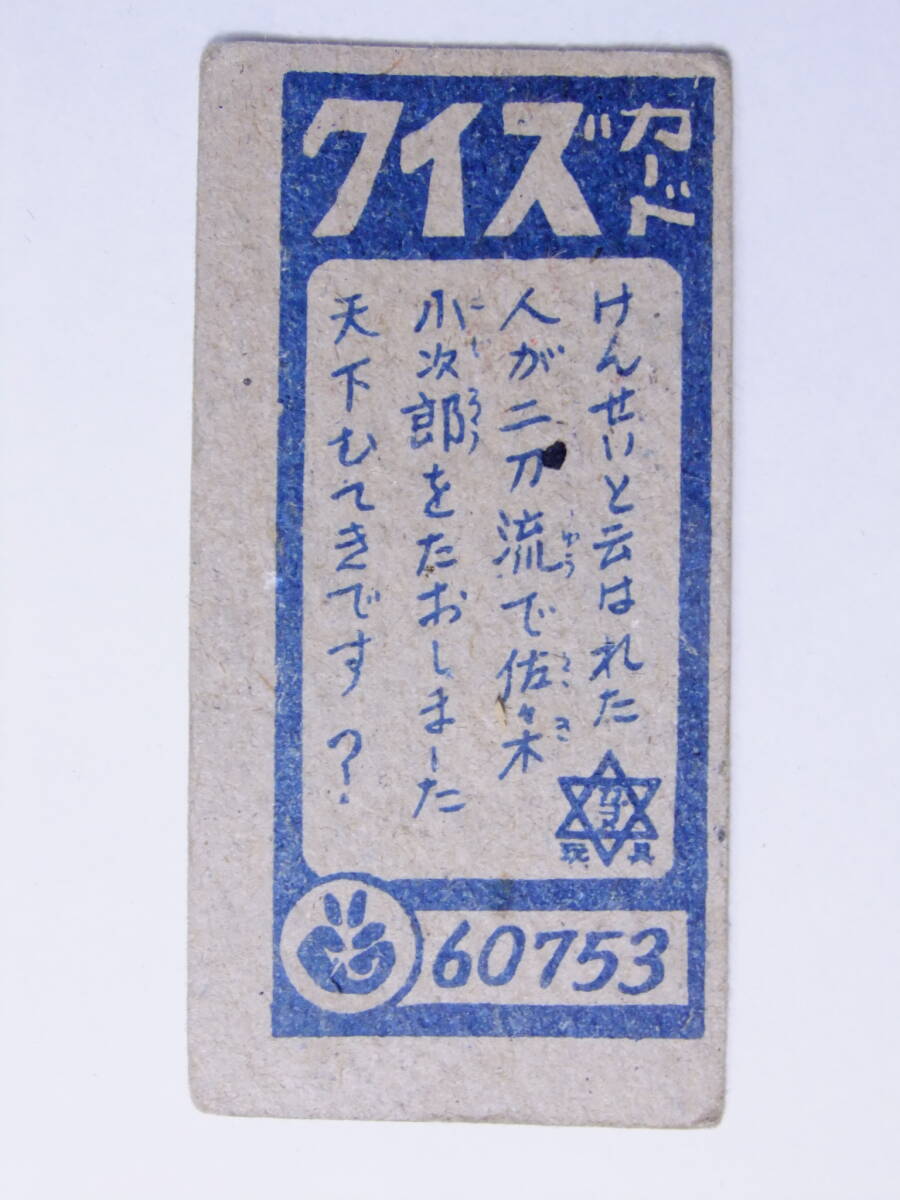 クイズカード
けんせいと云はれた
人が二刀流で佐々木
小次郎をたおしました
天下むてきです?
玩具
60753